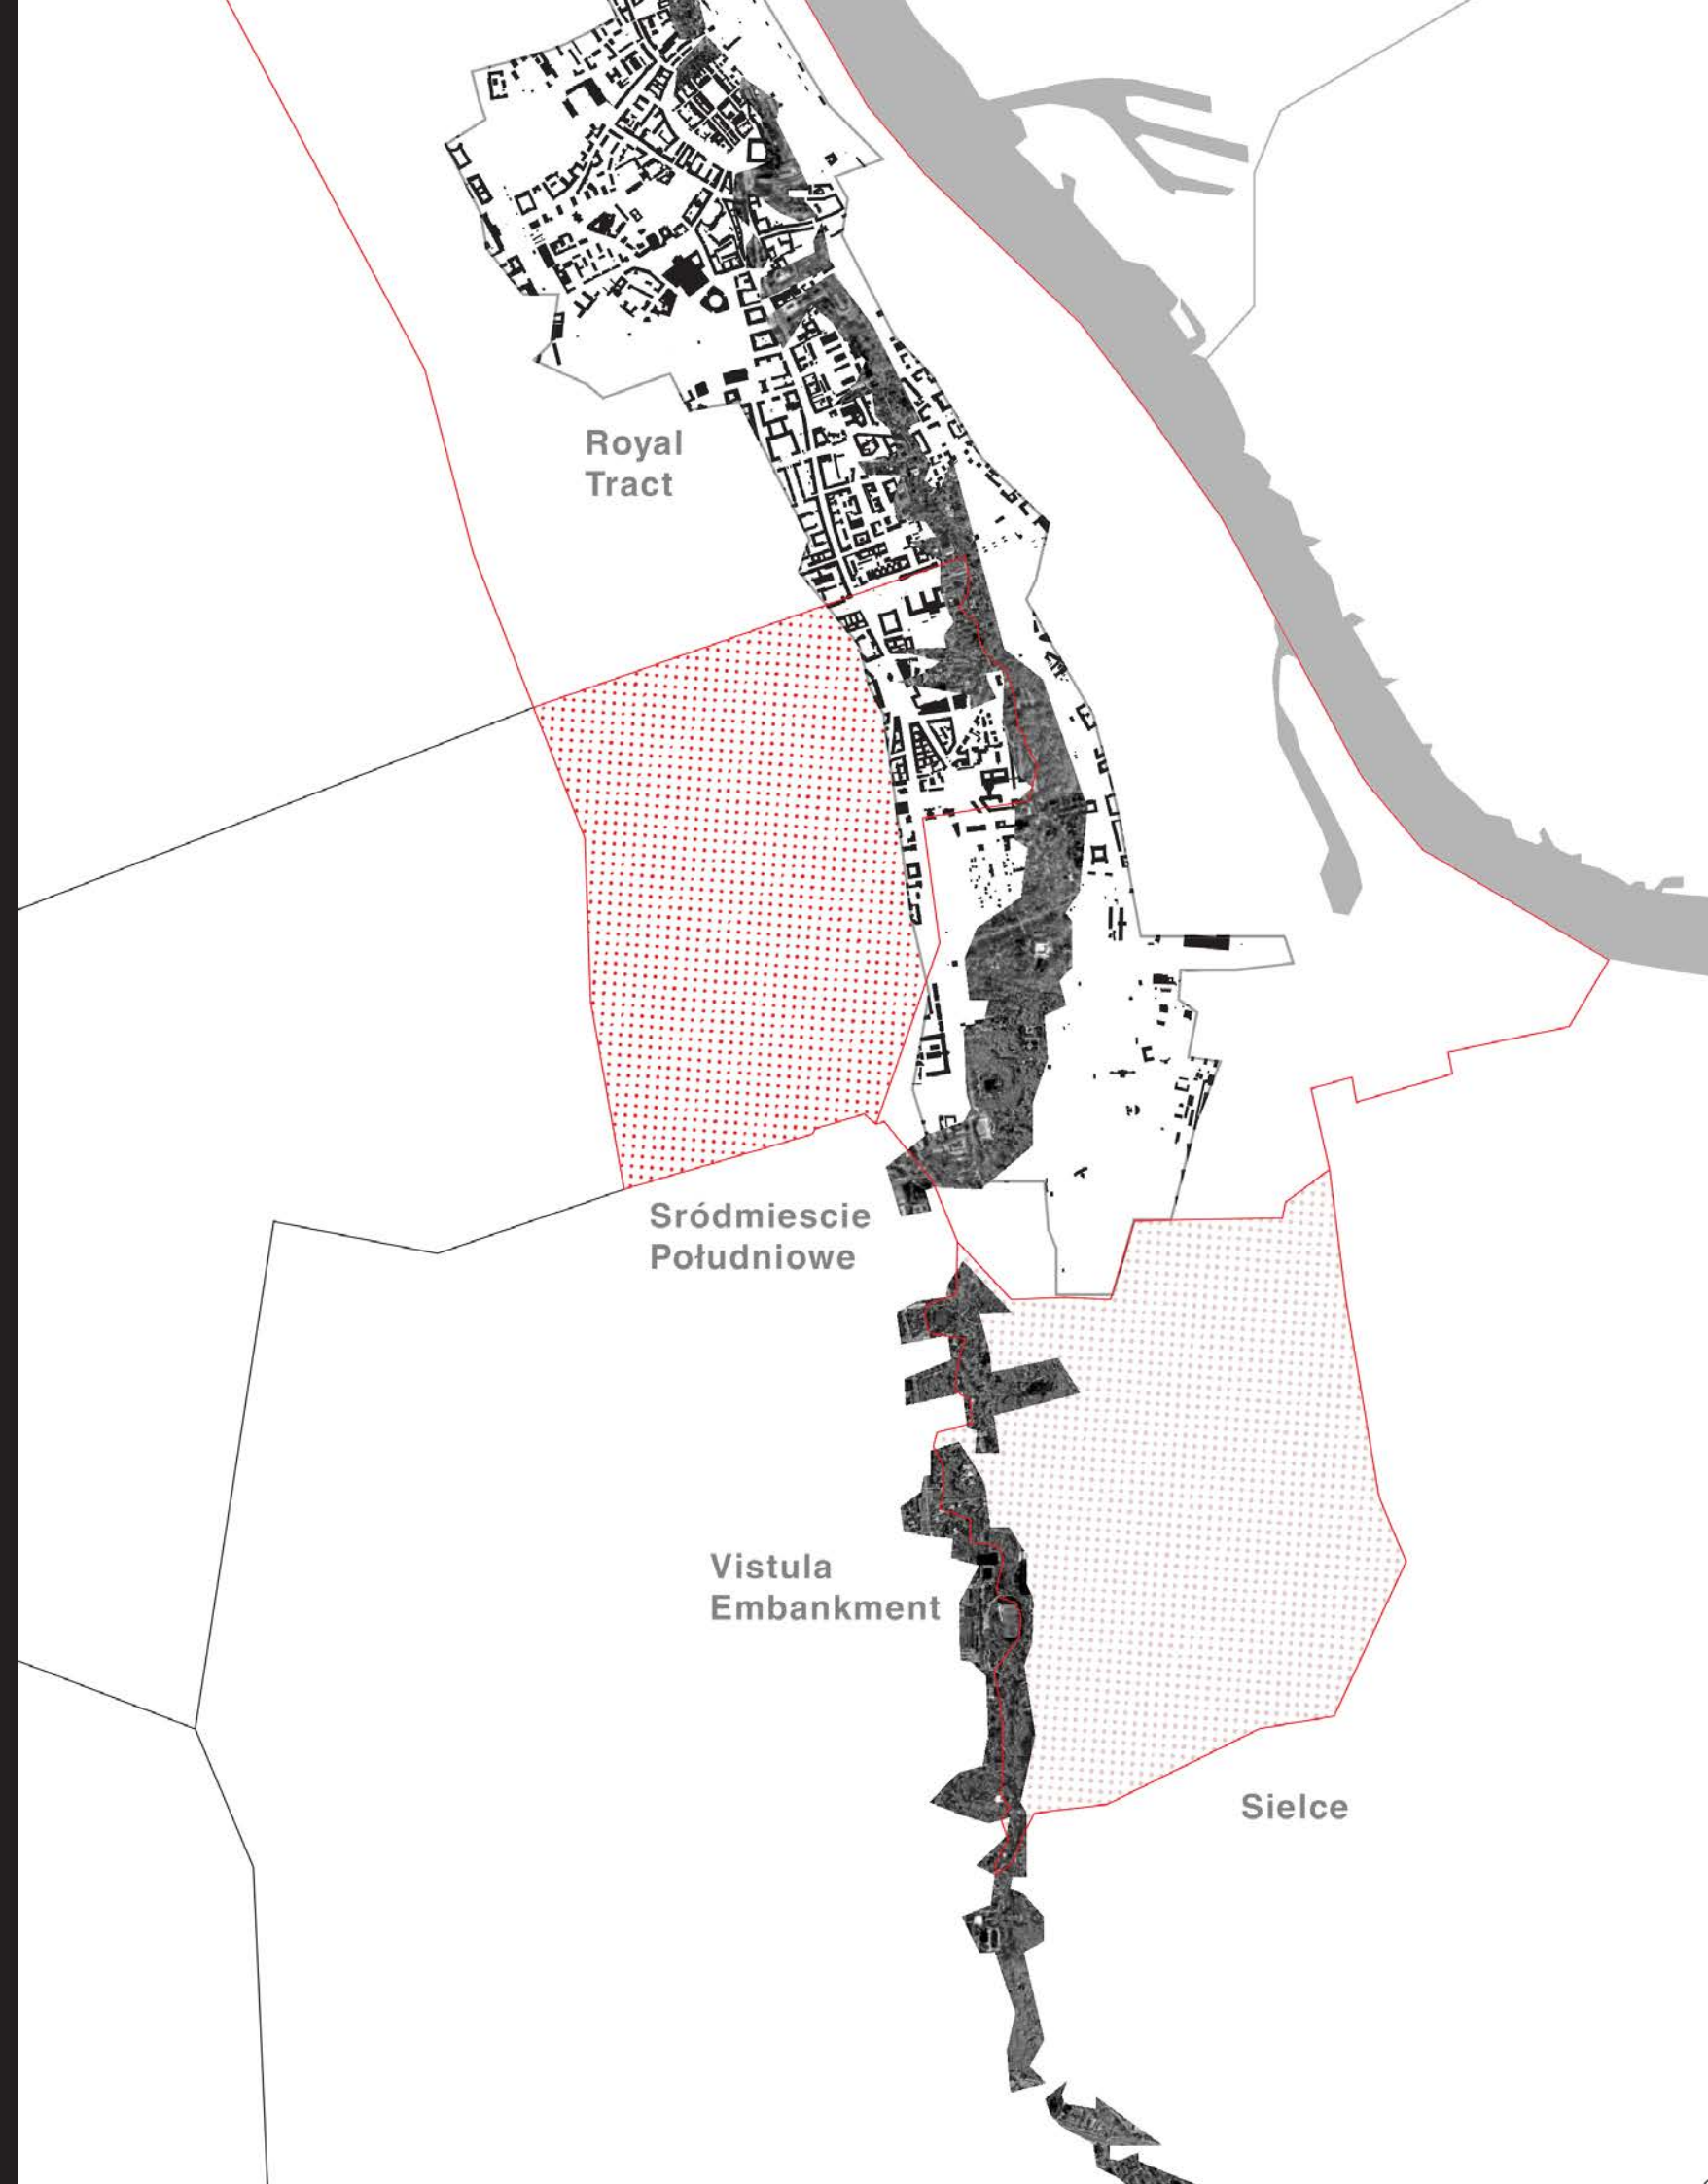 Royal
Tract
Sródmiescie
Południowe
Vistula
Embankment
Sielce